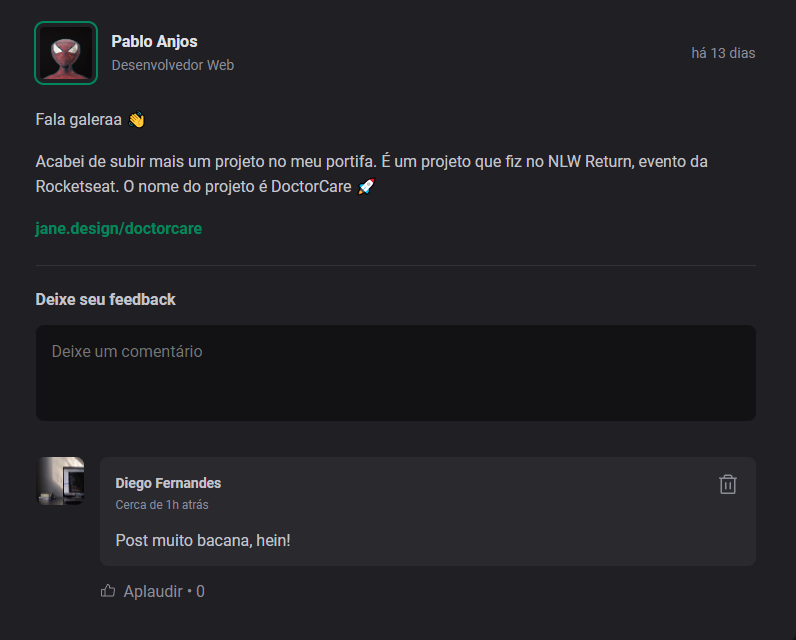 Pablo Anjos
Desenvolvedor Web
há 13 dias
Fala galeraa 👋
Acabei de subir mais um projeto no meu portifa. É um projeto que fiz no NLW Return, evento da
Rocketseat. O nome do projeto é DoctorCare 🚀
jane.design/doctorcare
Deixe seu feedback
Deixe um comentário
Diego Fernandes
Cerca de 1h atrás
Post muito bacana, hein!
Aplaudir • 0